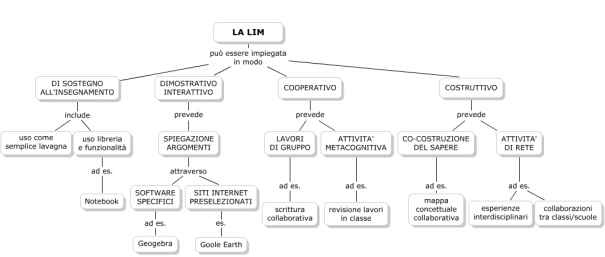 LA LIM
può essere impiegata
in modo
DI SOSTEGNO
ALL'INSEGNAMENTO
DIMOSTRATIVO
INTERATTIVO
COOPERATIVO
COSTRUTTIVO
include
prevede
prevede
prevede
uso come
semplice lavagna
uso libreria
e funzionalità
SPIEGAZIONE
ARGOMENTI
LAVORI
DI GRUPPO
ATTIVITA'
METACOGNITIVA
CO-COSTRUZIONE
DEL SAPERE
ATTIVITA'
DI RETE
ad es.
attraverso
ad es.
ad es.
ad es.
ad es.
Notebook
SOFTWARE
SPECIFICI
SITI INTERNET
PRESELEZIONATI
scrittura
collaborativa
revisione lavori
in classe
mappa
concettuale
collaborativa
esperienze
interdisciplinari
collaborazioni
tra classi/scuole
ad es.
es.
Geogebra
Goole Earth